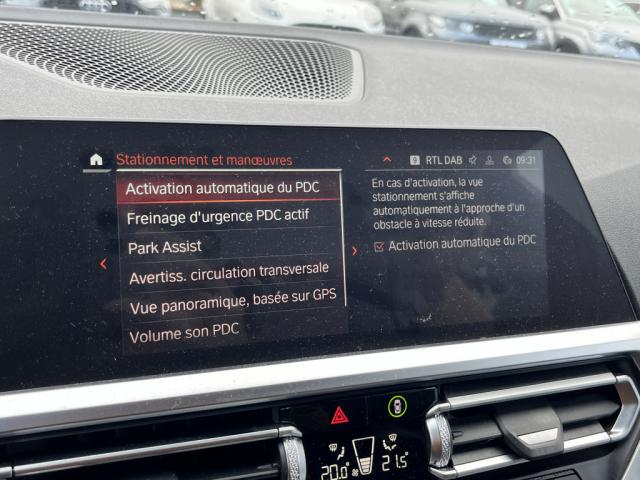 Stationnement et manœuvres
9 RTL DAB 09:31
Activation automatique du PDC
Freinage d'urgence PDC actif
Park Assist
Avertiss. circulation transversale
Vue panoramique, basée sur GPS
Volume son PDC
En cas d'activation, la vue
stationnement s'affiche
automatiquement à l'approche d'un
obstacle à vitesse réduite.
Activation automatique du PDC
20.0 21.5